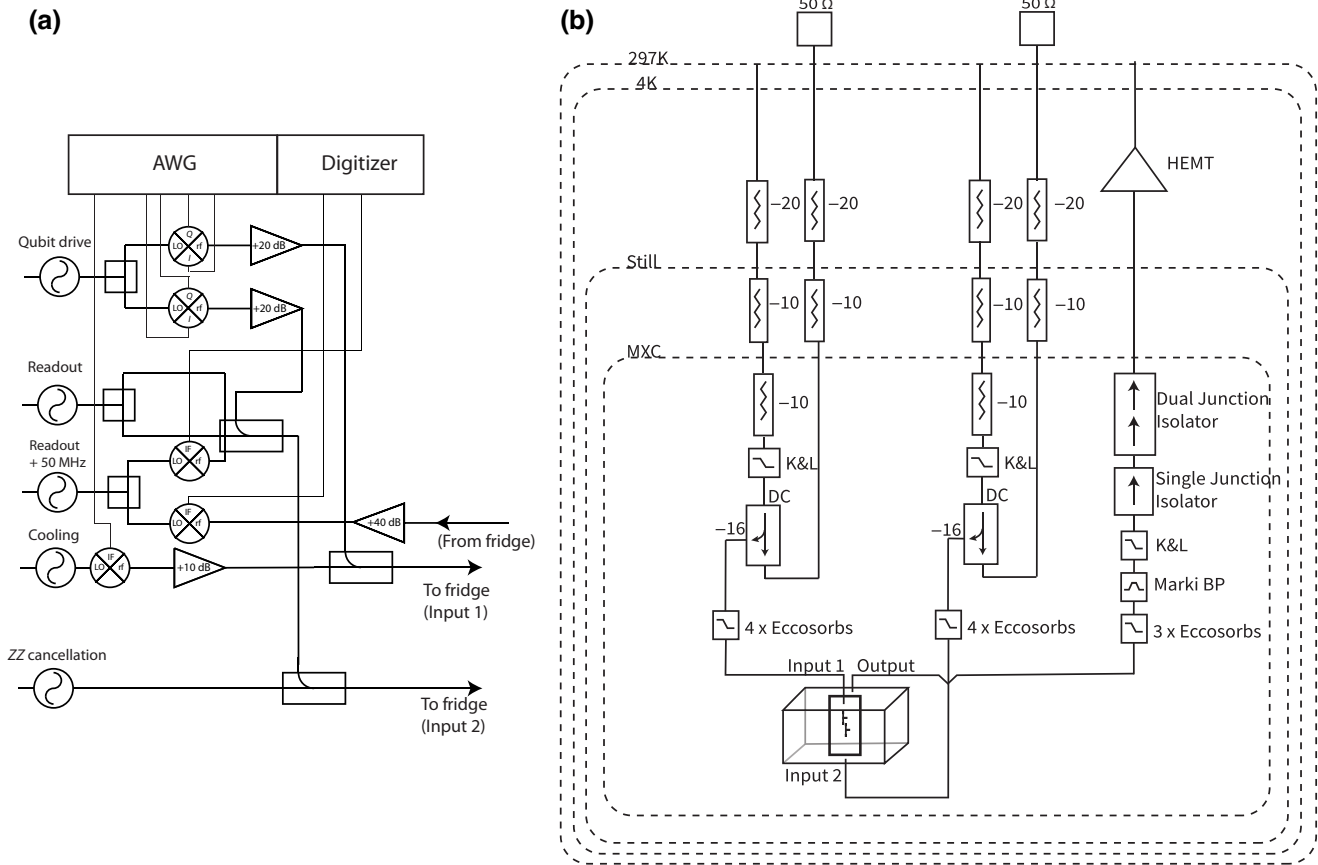 (a)
AWG
Digitizer
Qubit drive
LO
Q
rf
I
+20 dB
LO
Q
rf
I
+20 dB
Readout
Readout
+ 50 MHz
LO
IF
rf
LO
IF
rf
+40 dB
(From fridge)
Cooling
LO
IF
rf
+10 dB
To fridge
(Input 1)
ZZ cancellation
To fridge
(Input 2)
(b)
50 Ω
50 Ω
297K
4K
HEMT
−20
−20
−20
−20
Still
−10
−10
−10
−10
MXC
−10
−10
Dual Junction
Isolator
K&L
K&L
Single Junction
Isolator
DC
DC
−16
−16
K&L
Marki BP
4 x Eccosorbs
4 x Eccosorbs
3 x Eccosorbs
Input 1
Output
Input 2